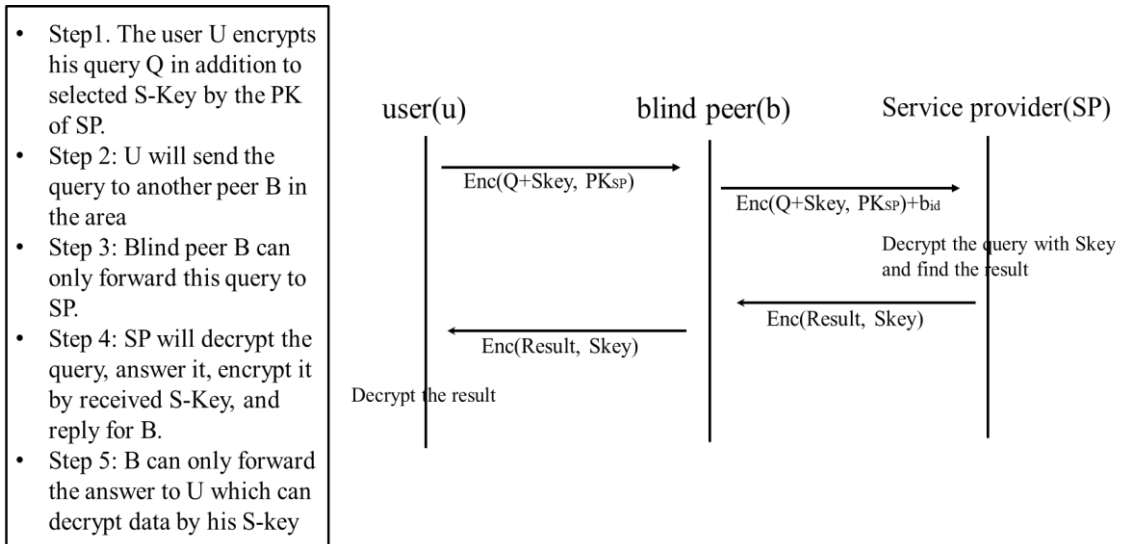 • Step1. The user U encrypts
his query Q in addition to
selected S-Key by the PK
of SP.
• Step 2: U will send the
query to another peer B in
the area
• Step 3: Blind peer B can
only forward this query to
SP.
• Step 4: SP will decrypt the
query, answer it, encrypt it
by received S-Key, and
reply for B.
• Step 5: B can only forward
the answer to U which can
decrypt data by his S-key
user(u)
blind peer(b)
Service provider(SP)
Enc(Q+Skey, PKSP)
Enc(Q+Skey, PKSP)+bid
Decrypt the query with Skey
and find the result
Enc(Result, Skey)
Enc(Result, Skey)
Decrypt the result